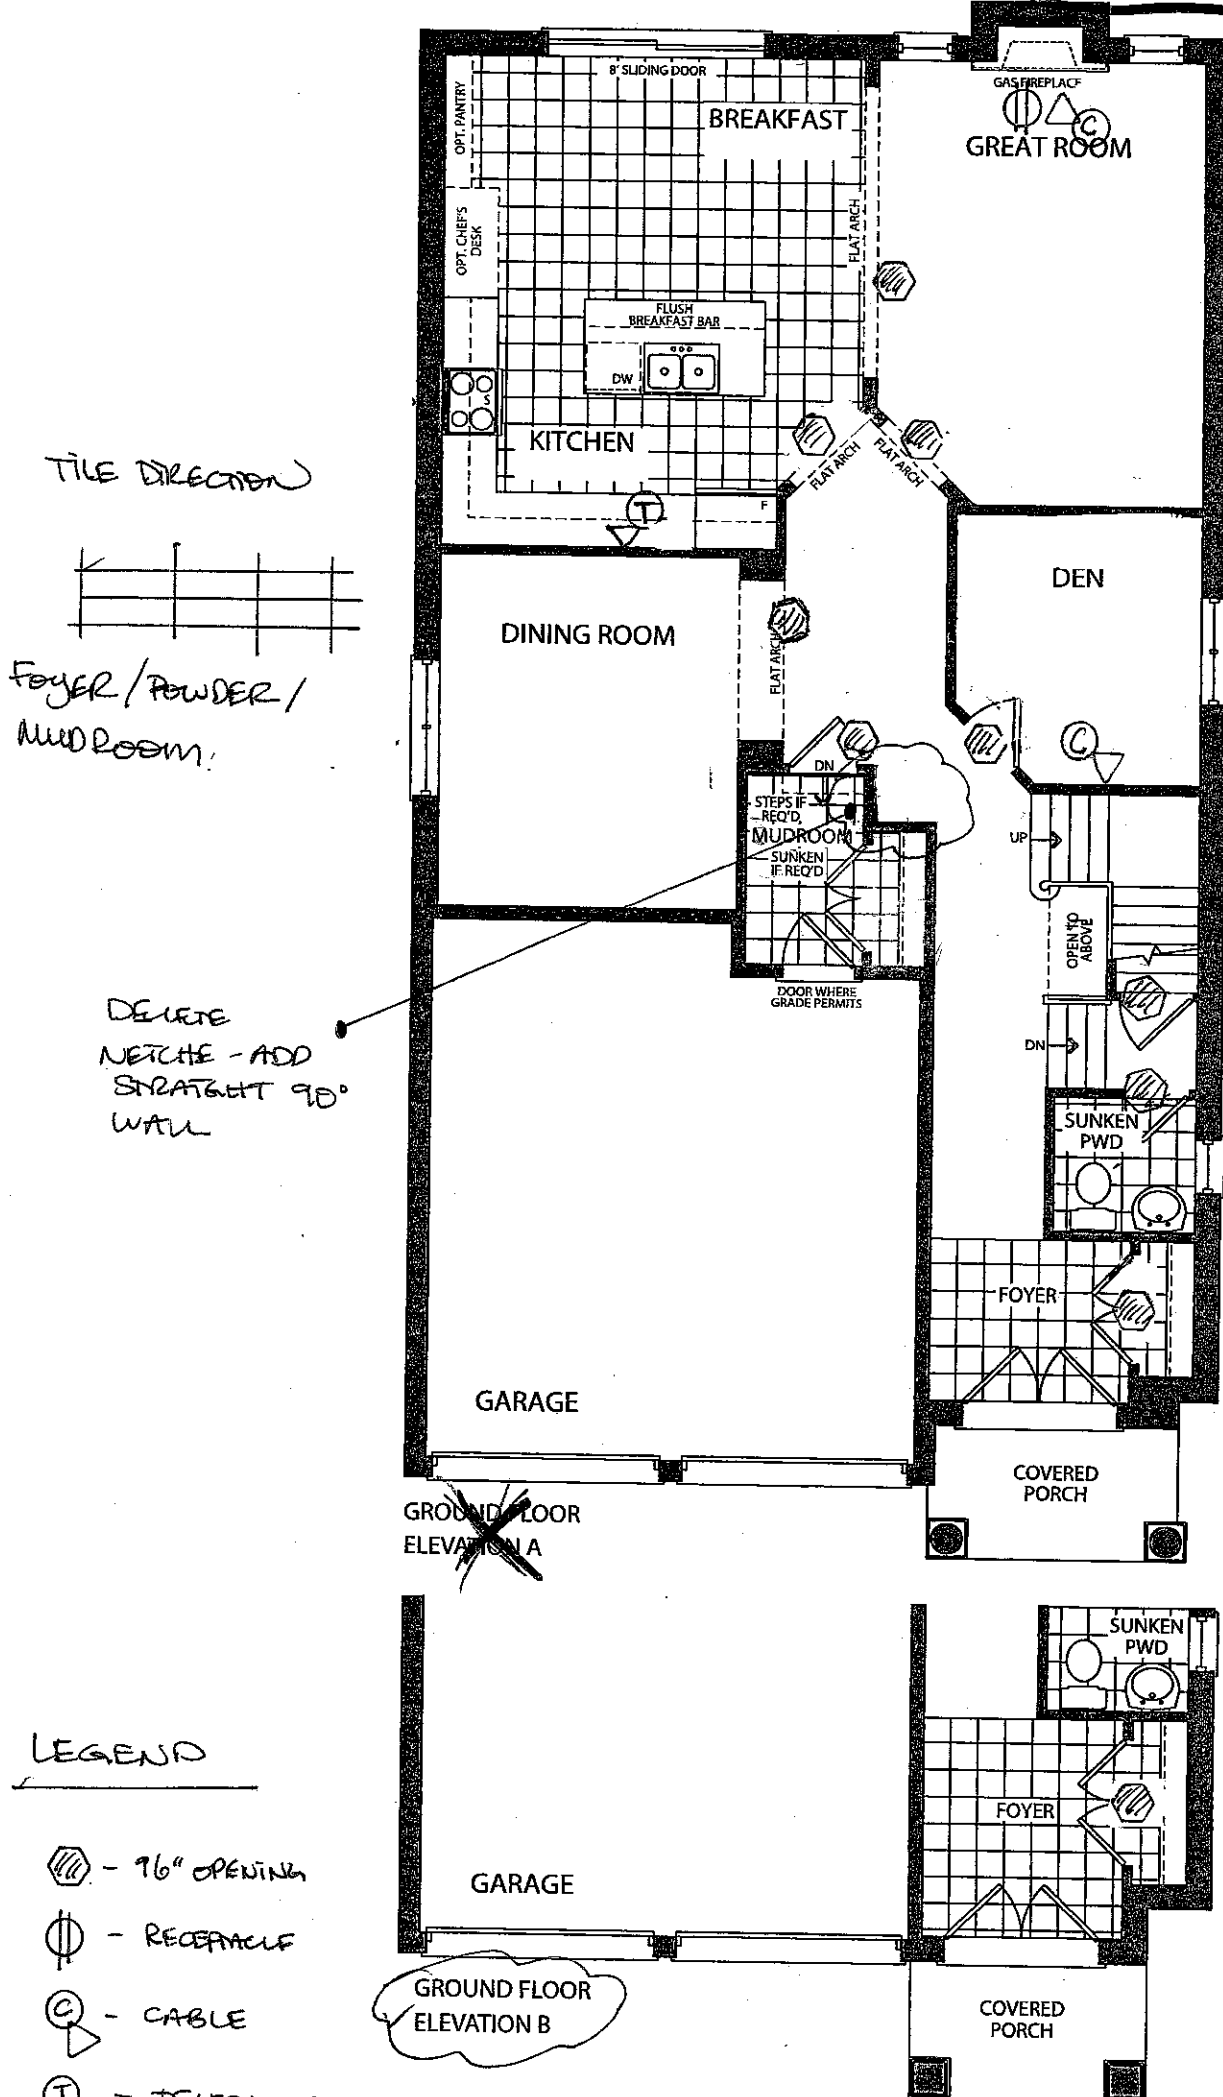 8' SLIDING DOOR
OPT. PANTRY
BREAKFAST
GAS FIREPLACE
C
GREAT ROOM
OPT. CHEF'S
DESK
FLAT ARCH
FLUSH
BREAKFAST BAR
DW
S
KITCHEN
FLAT ARCH
FLAT ARCH
F
T
TILE DIRECTION
DEN
DINING ROOM
FLAT ARCH
FOYER/POWDER/
MUDROOM.
C
DN
STEPS IF
REQ'D,
MUDROOM
SUNKEN
IF REQ'D
UP
OPEN TO
ABOVE
DOOR WHERE
GRADE PERMITS
DELETE
NEICHE - ADD
STRAIGHT 90°
WALL
DN
SUNKEN
PWD
FOYER
GARAGE
COVERED
PORCH
GROUND FLOOR
ELEVATION A
SUNKEN
PWD
LEGEND
FOYER
- 96" OPENING
GARAGE
- RECEPTACLE
C - CABLE
GROUND FLOOR
ELEVATION B
COVERED
PORCH
T